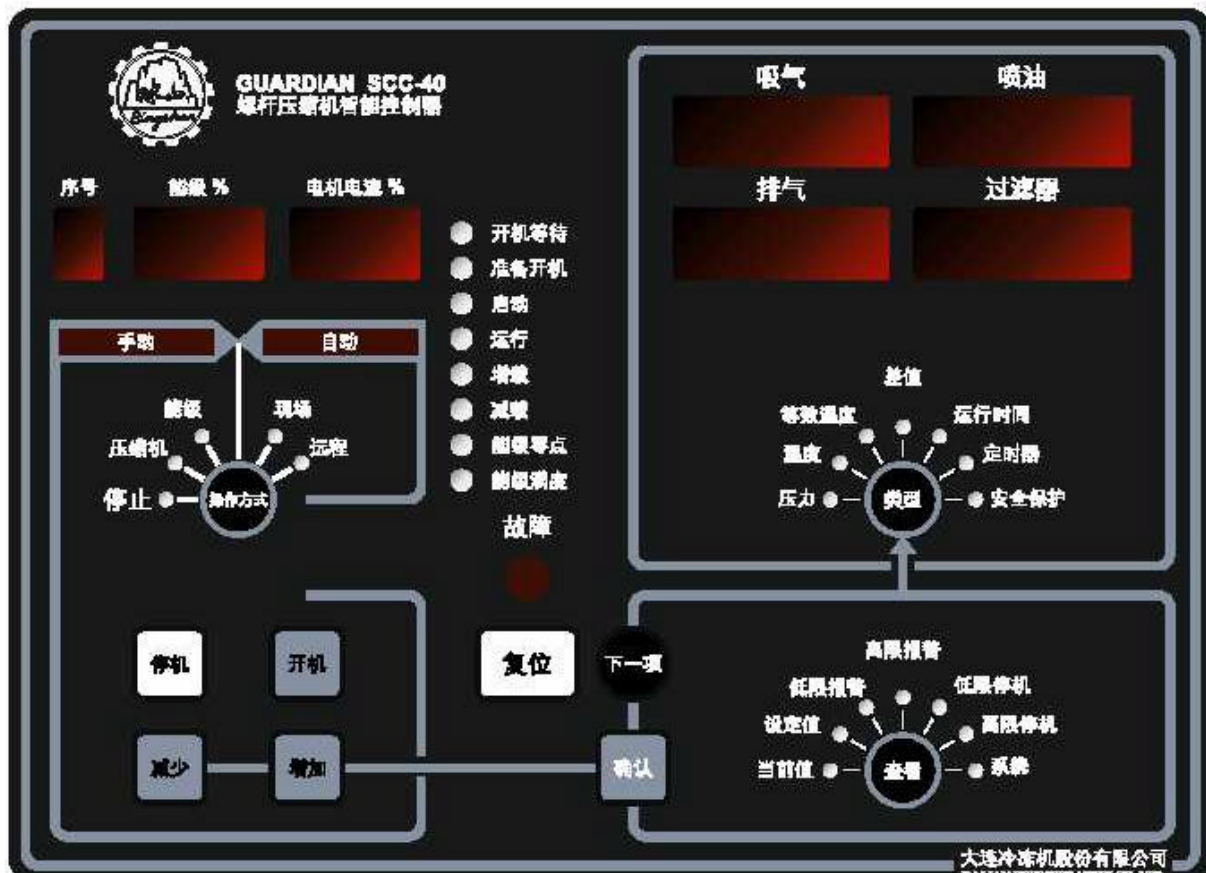 Bingshan
GUARDIAN SCC-40
螺杆压缩机智能控制器
序号
能级 %
电机电流 %
手动
自动
能级
现场
压缩机
远程
停止
操作方式
开机等待
准备开机
启动
运行
增载
减载
能级零点
能级满度
故障
停机
开机
复位
减少
增加
吸气
喷油
排气
过滤器
差值
等效温度
运行时间
温度
定时器
压力
类型
安全保护
下一项
确认
高限报警
低限报警
低限停机
设定值
高限停机
当前值
查看
系统
大连冷冻机股份有限公司